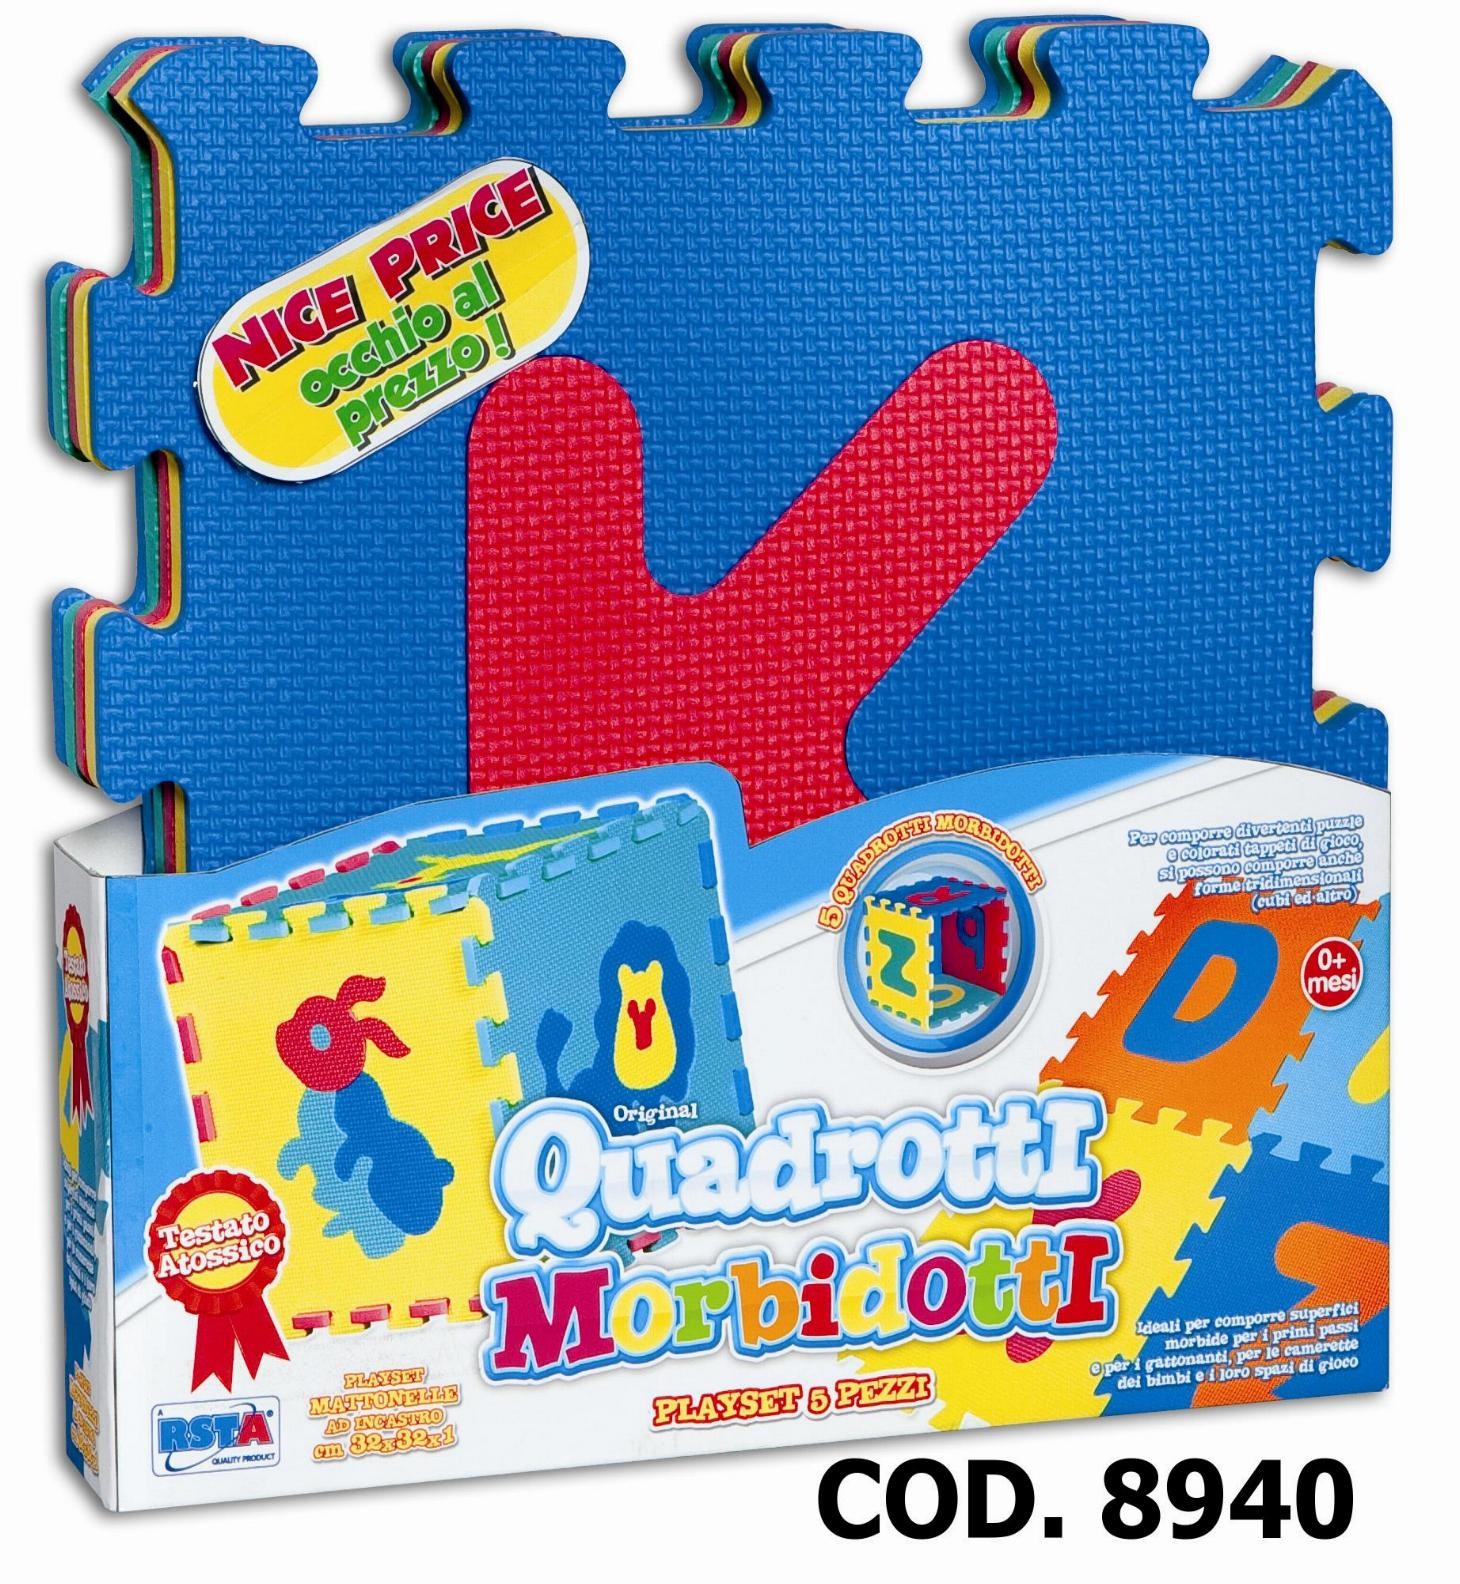 NICE PRICE
occhio al
prezzo!
K
5 QUADROTTI MORBIDOTTI
Per comporre divertenti puzzle
e colorati tappeti di gioco,
si possono comporre anche
forme tridimensionali
(cubi ed altro)
0+
mesi
D
Original
QuadrottI
MorbidottI
Testato
Atossico
Testato
Atossico
PLAYSET
MATTONELLE
AD INCASTRO
cm 32x32x1
PLAYSET 5 PEZZI
Ideali per comporre superfici
morbide per i primi passi
e per i gattonanti, per le camerette
dei bimbi e i loro spazi di gioco
A
RSTA®
QUALITY PRODUCT
COD. 8940